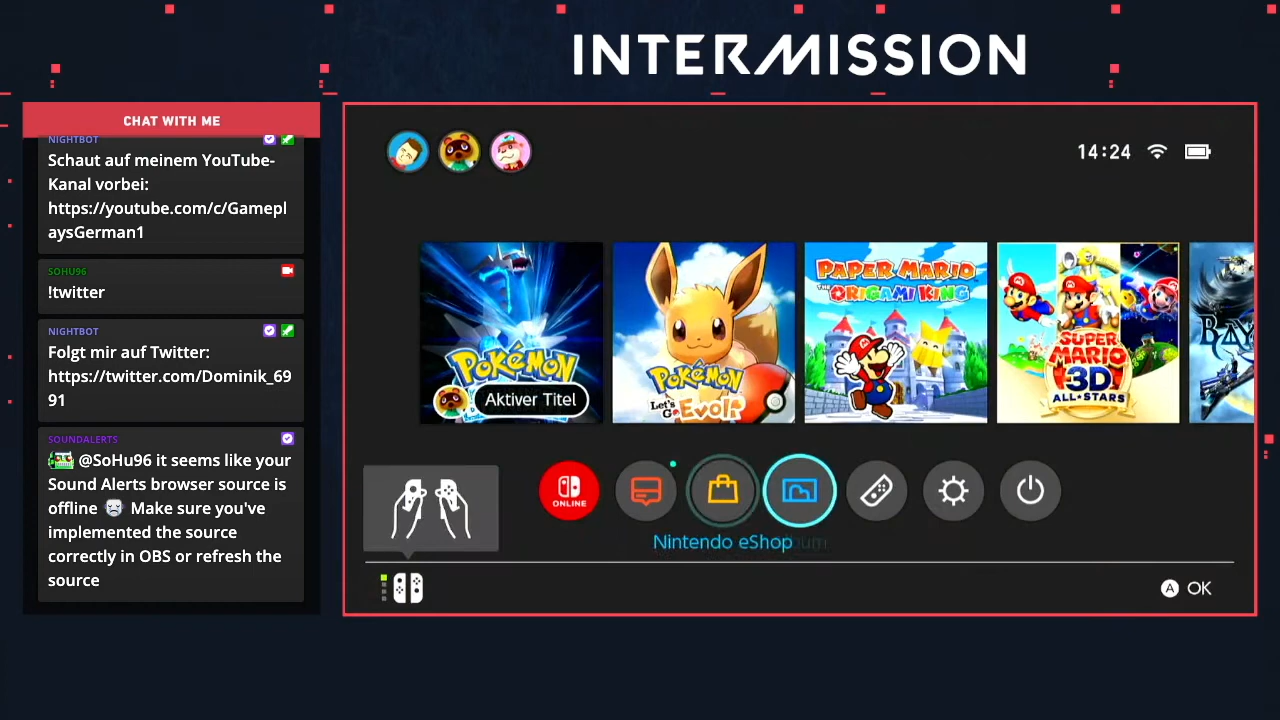 INTERMISSION
CHAT WITH ME
NIGHTBOT
Schaut auf meinem YouTube-
Kanal vorbei:
https://youtube.com/c/Gamepl
aysGerman1
SOHU96
!twitter
NIGHTBOT
Folgt mir auf Twitter:
https://twitter.com/Dominik_69
91
SOUNDALERTS
@SoHu96 it seems like your
Sound Alerts browser source is
offline Make sure you've
implemented the source
correctly in OBS or refresh the
source
14:24
POKÉMON
Aktiver Titel
POKÉMON
Let's Go, Evoli!
PAPER MARIO
THE ORIGAMI KING
SUPER
MARIO
3D
ALL★STARS
BAY
ONLINE
Nintendo eShop
A OK